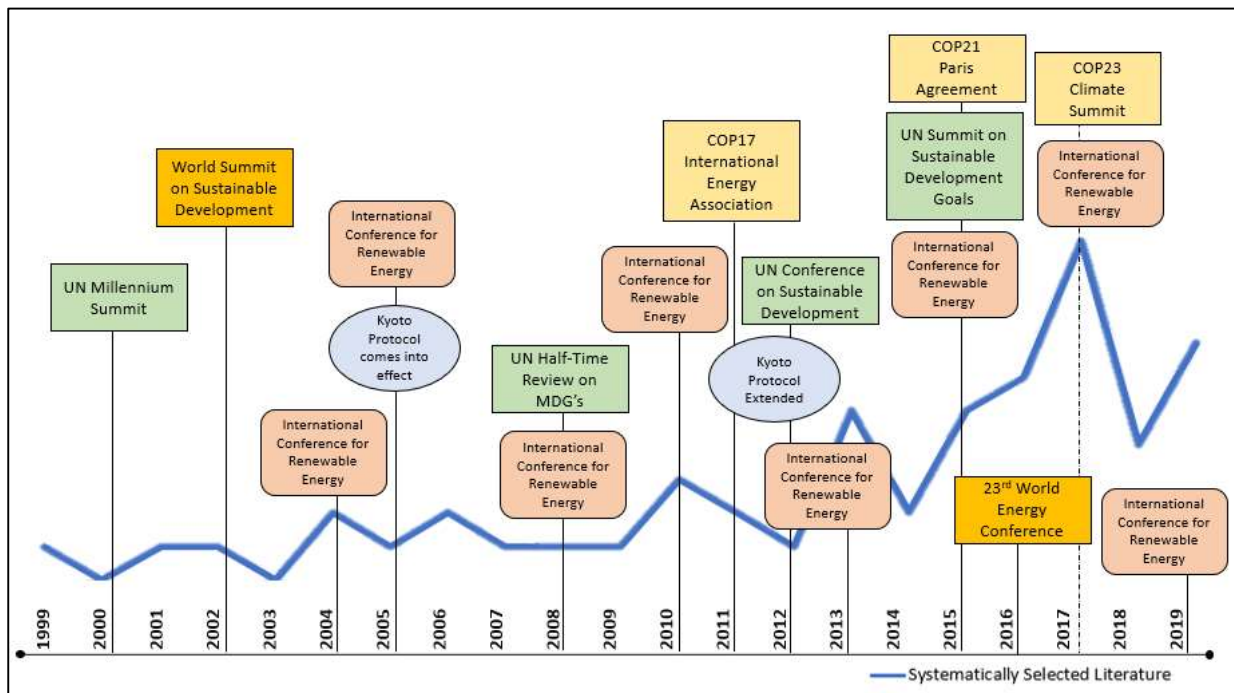 COP21
Paris
Agreement
COP23
Climate
Summit
COP17
International
Energy
Association
UN Summit on
Sustainable
Development
Goals
International
Conference for
Renewable
Energy
World Summit
on Sustainable
Development
International
Conference for
Renewable
Energy
International
Conference for
Renewable
Energy
International
Conference for
Renewable
Energy
UN Millennium
Summit
UN Conference
on Sustainable
Development
Kyoto
Protocol
comes into
effect
UN Half-Time
Review on
MDG's
Kyoto
Protocol
Extended
International
Conference for
Renewable
Energy
International
Conference for
Renewable
Energy
International
Conference for
Renewable
Energy
23rd World
Energy
Conference
International
Conference for
Renewable
Energy
1999
2000
2001
2002
2003
2004
2005
2006
2007
2008
2009
2010
2011
2012
2013
2014
2015
2016
2017
2018
2019
Systematically Selected Literature